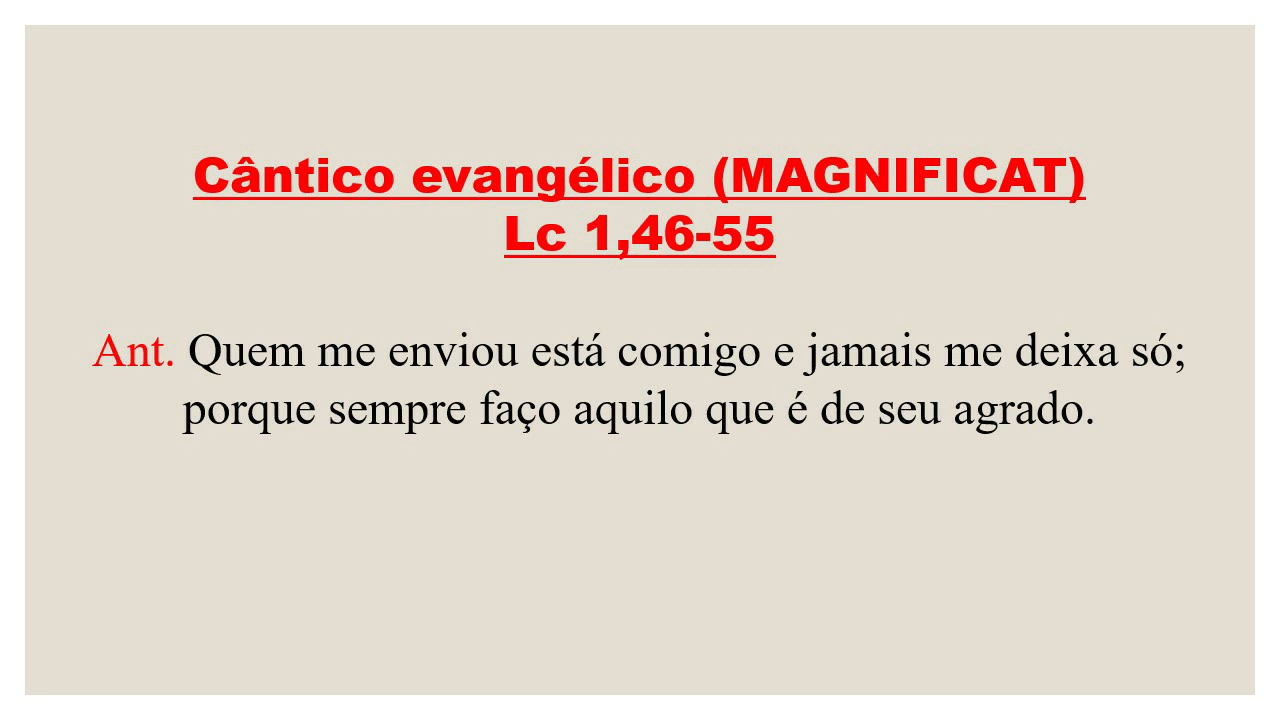 Cântico evangélico (MAGNIFICAT)
Lc 1,46-55
Ant. Quem me enviou está comigo e jamais me deixa só;
porque sempre faço aquilo que é de seu agrado.